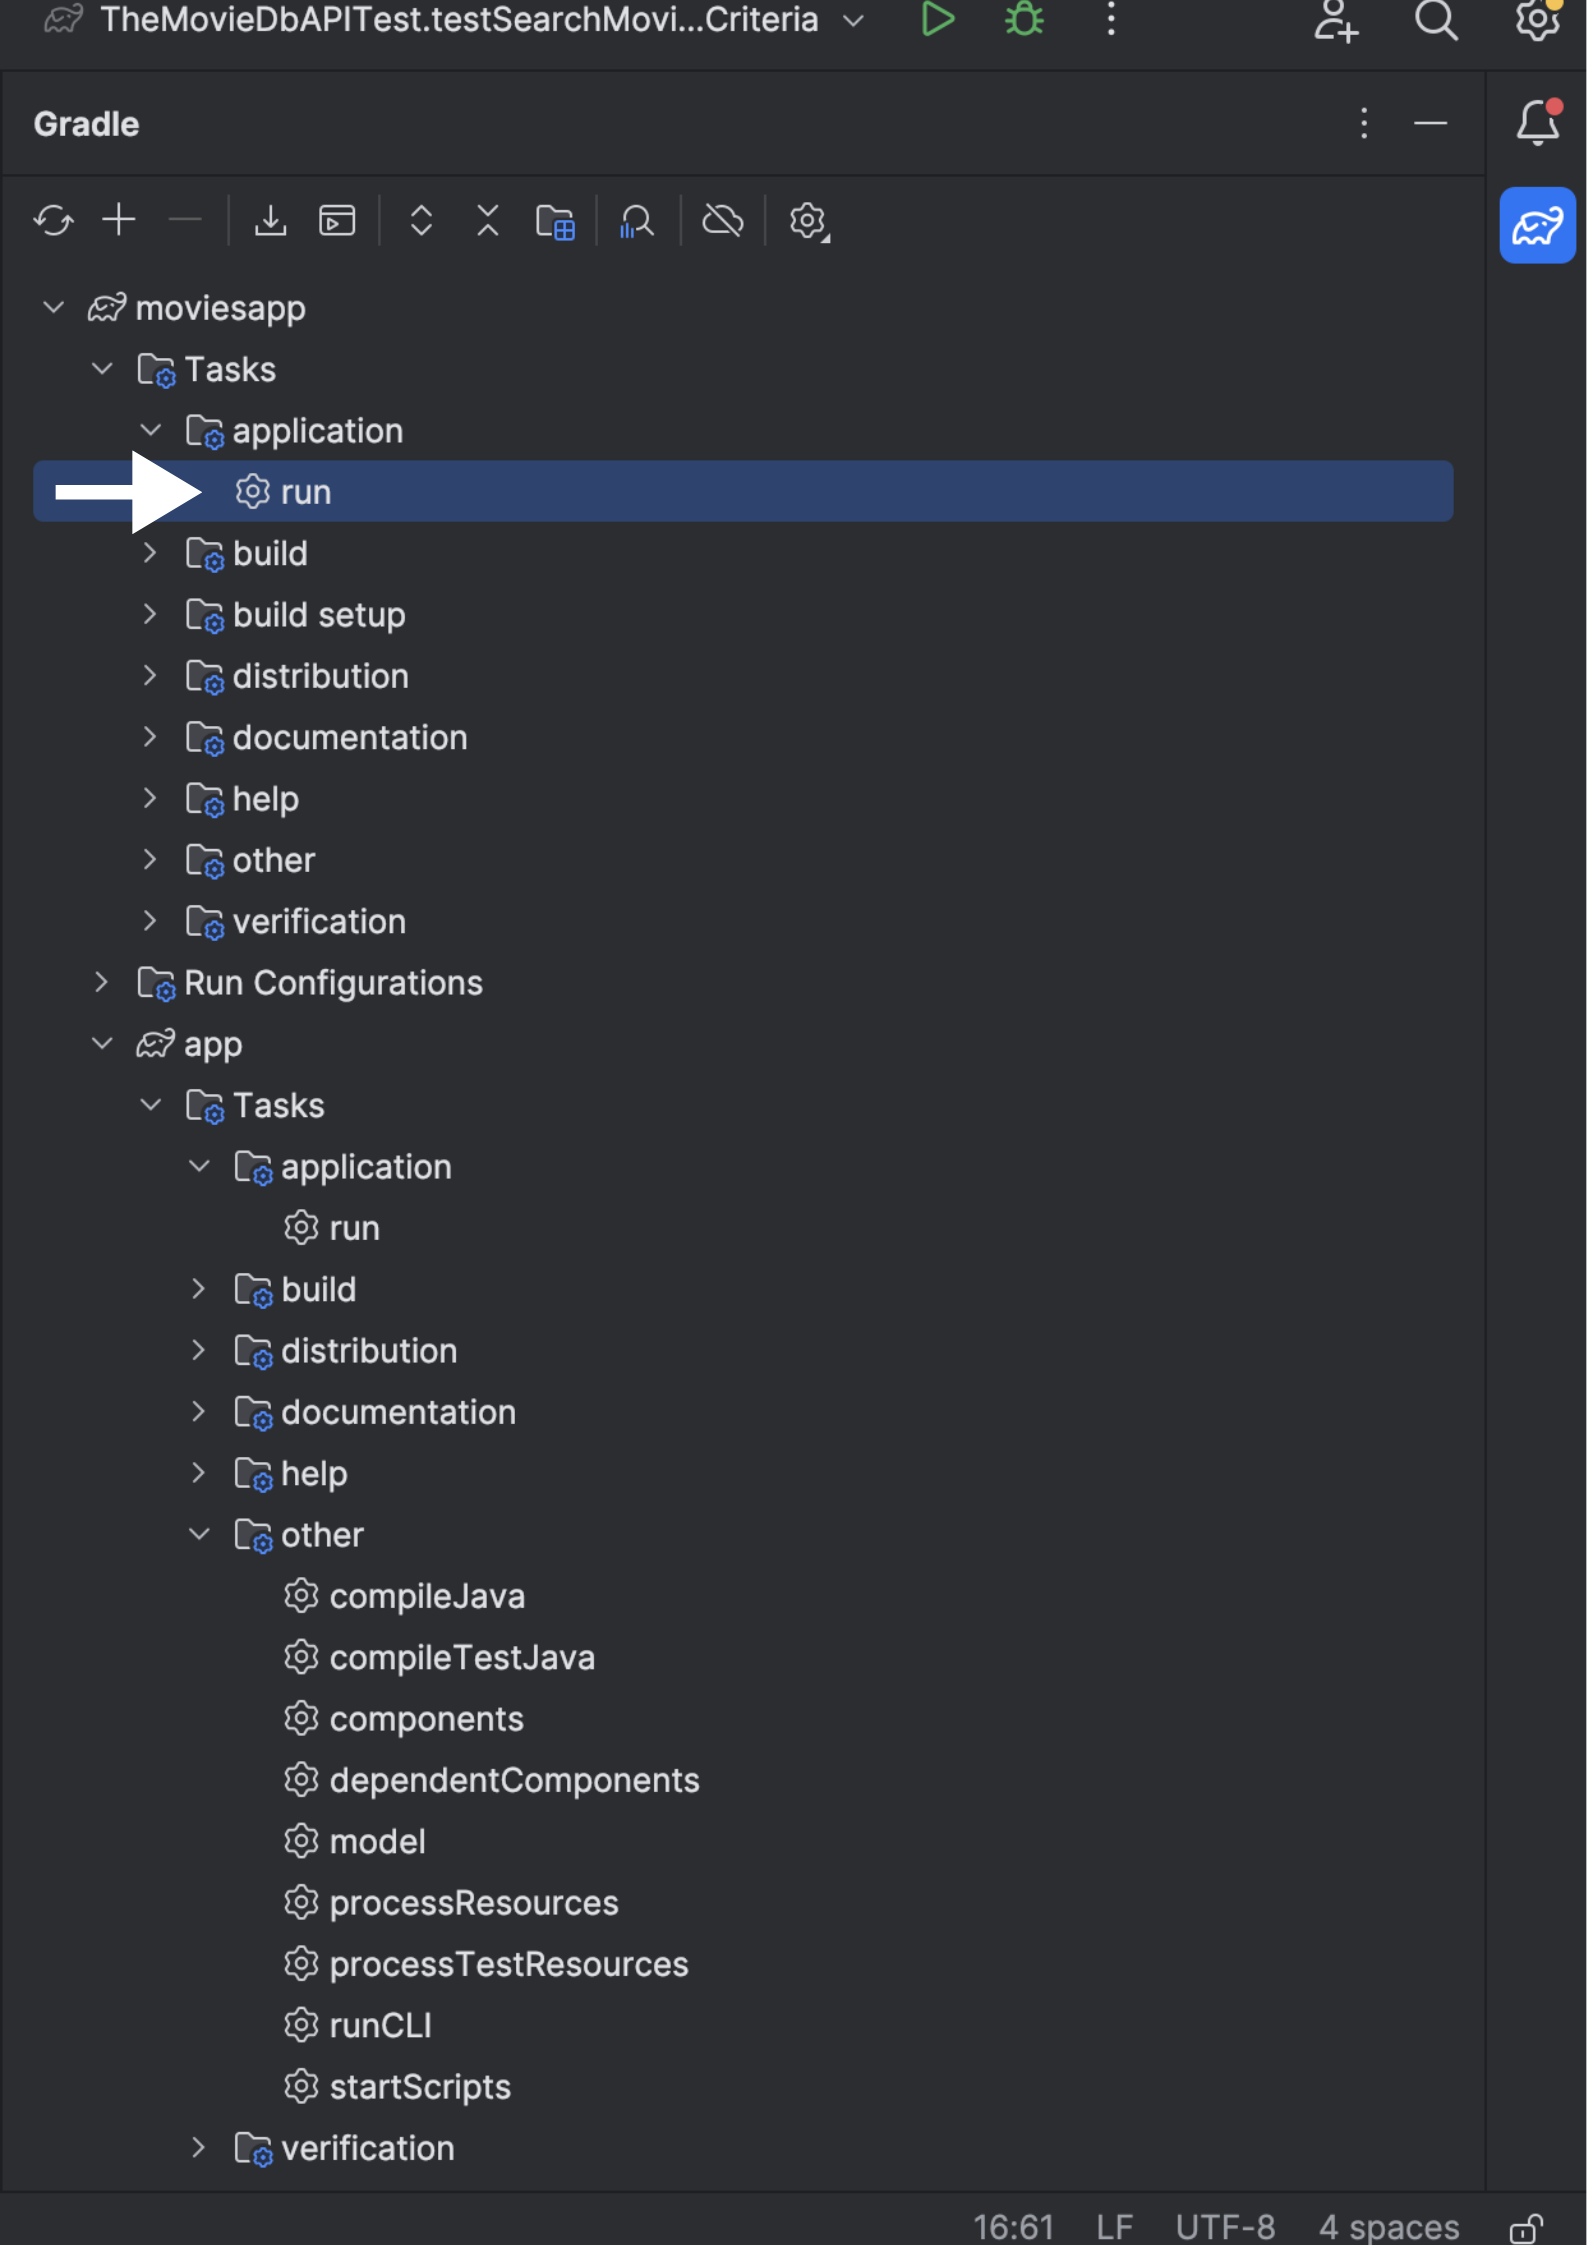 TheMovieDbAPITest.testSearchMovi...Criteria
Gradle
moviesapp
Tasks
application
run
build
build setup
distribution
documentation
help
other
verification
Run Configurations
app
Tasks
application
run
build
distribution
documentation
help
other
compileJava
compileTestJava
components
dependentComponents
model
processResources
processTestResources
runCLI
startScripts
verification
16:61 LF UTF-8 4 spaces